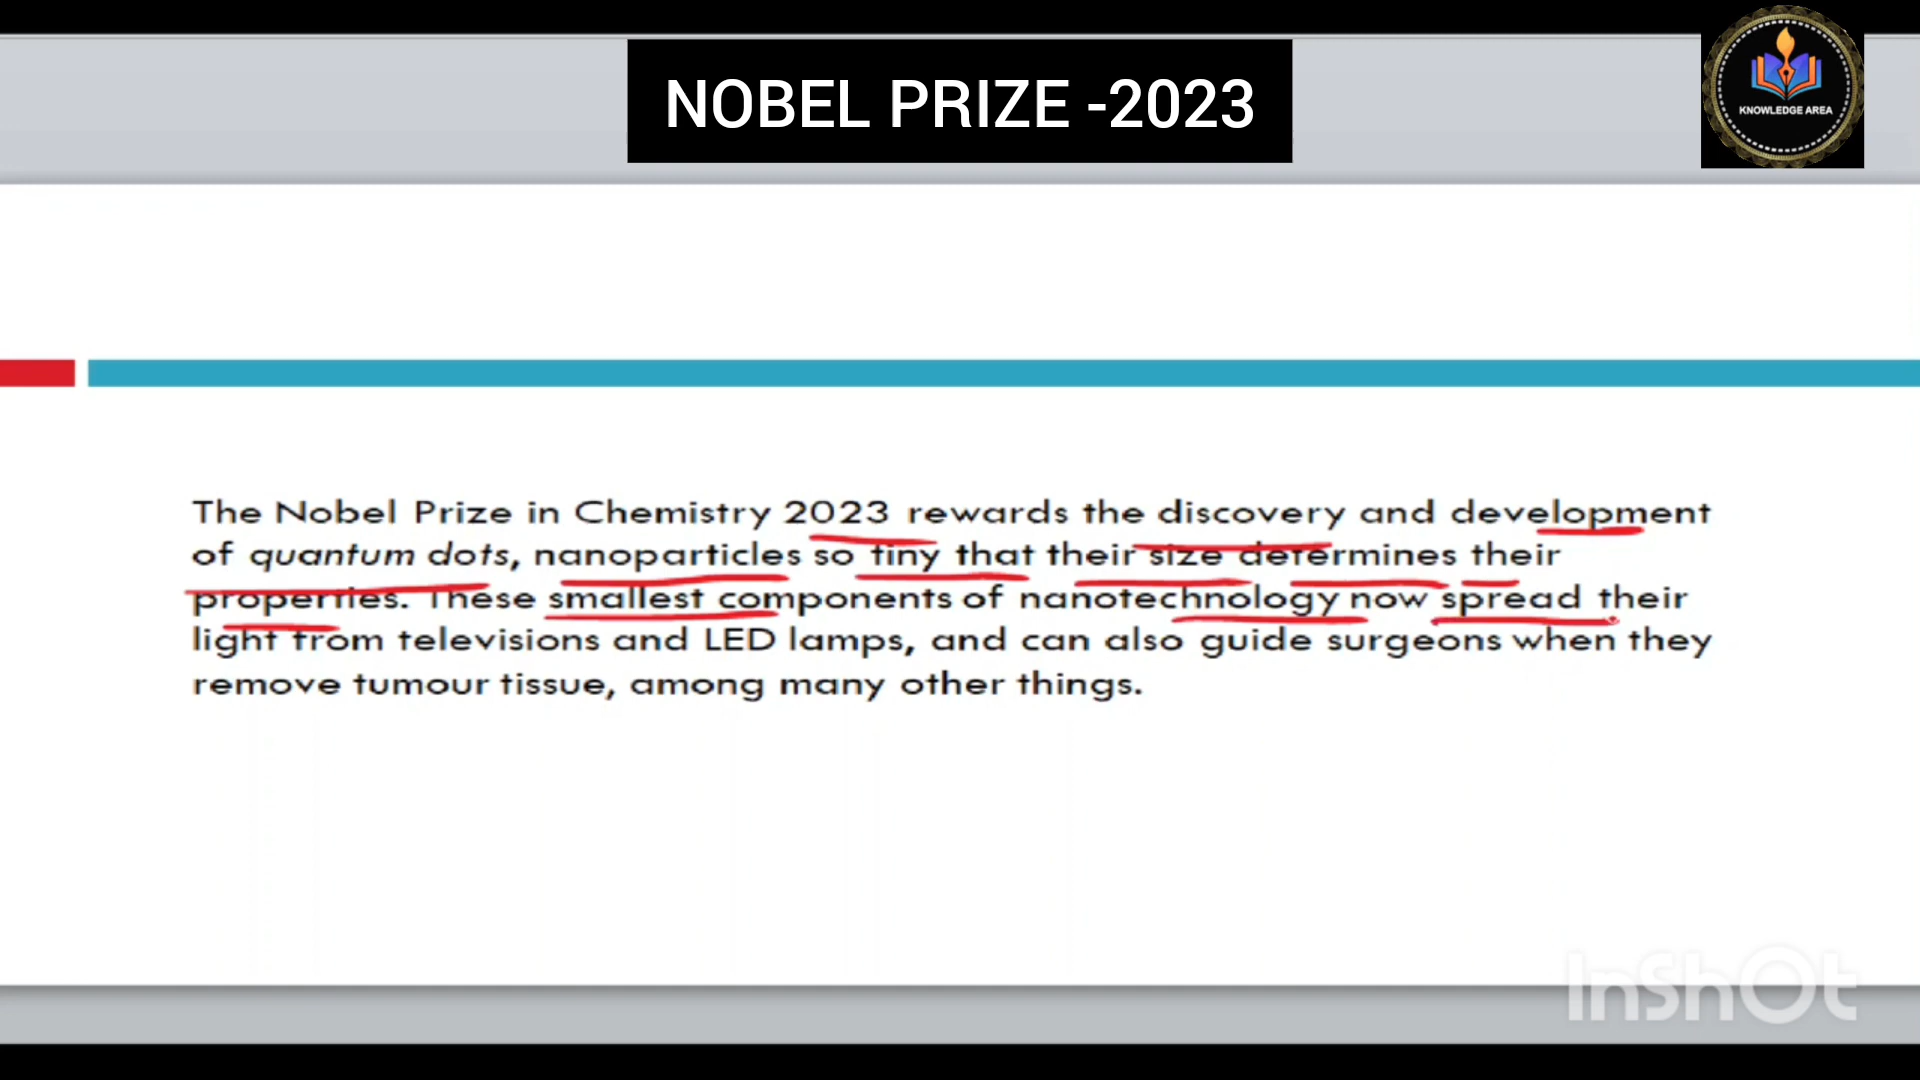 NOBEL PRIZE -2023
KNOWLEDGE AREA
The Nobel Prize in Chemistry 2023 rewards the discovery and development
of quantum dots, nanoparticles so tiny that their size determines their
properties. These smallest components of nanotechnology now spread their
light from televisions and LED lamps, and can also guide surgeons when they
remove tumour tissue, among many other things.
InShOt